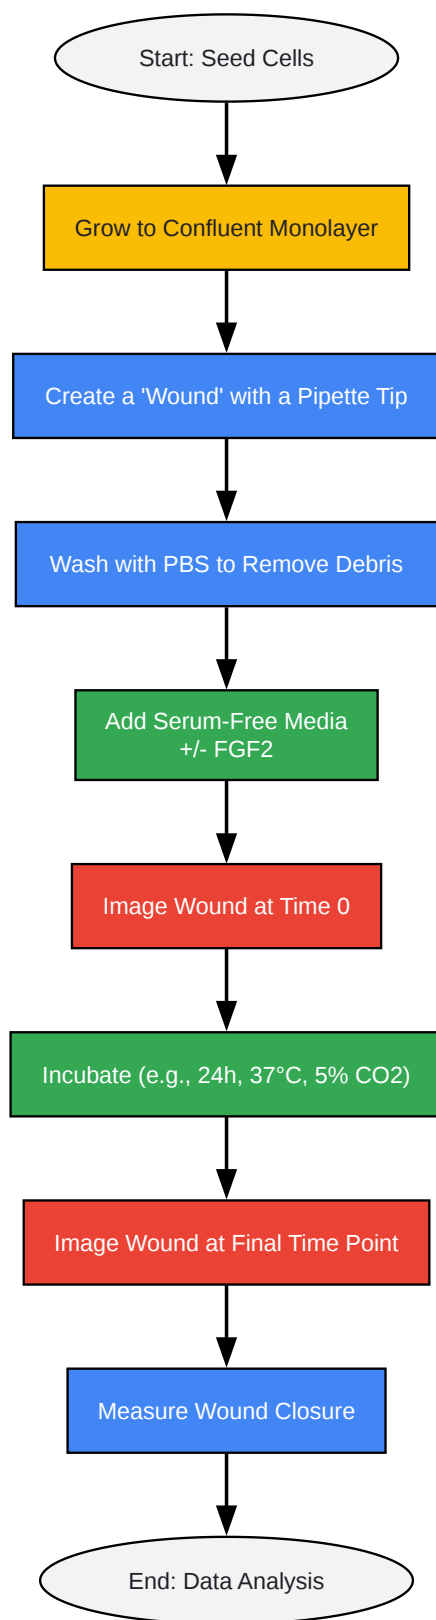 Start: Seed Cells
Grow to Confluent Monolayer
Create a 'Wound' with a Pipette Tip
Wash with PBS to Remove Debris
Add Serum-Free Media
+/- FGF2
Image Wound at Time 0
Incubate (e.g., 24h, 37°C, 5% CO2)
Image Wound at Final Time Point
Measure Wound Closure
End: Data Analysis